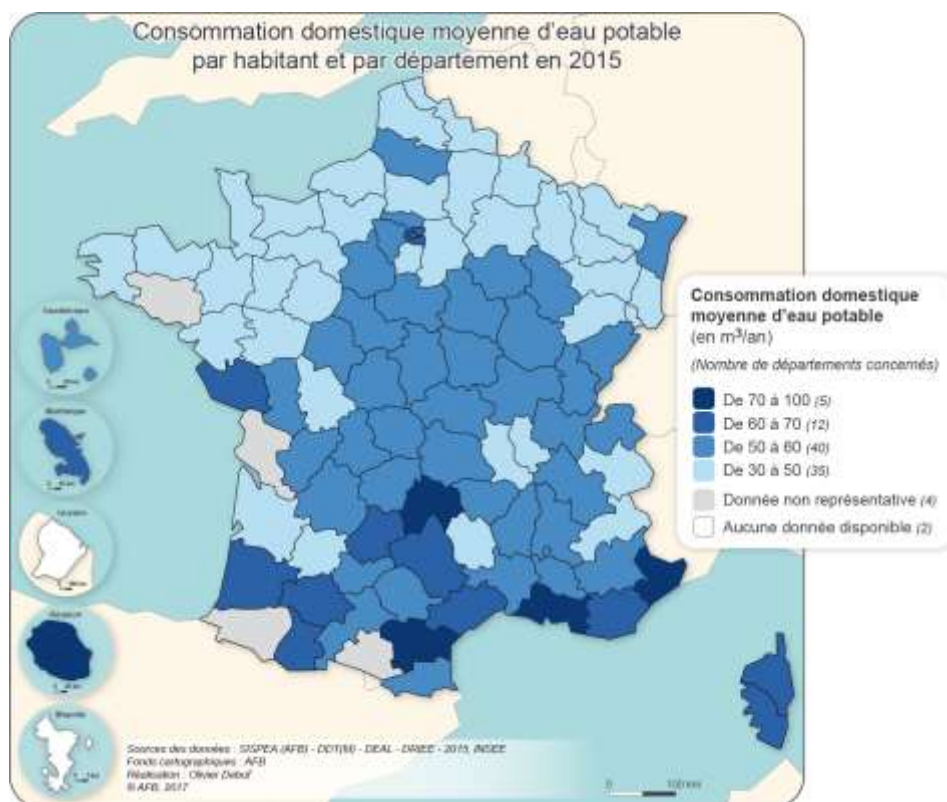 Consommation domestique moyenne d'eau potable
par habitant et par département en 2015
Consommation domestique
moyenne d'eau potable
(en m³/an)
(Nombre de départements concernés)
De 70 à 100 (5)
De 60 à 70 (12)
De 50 à 60 (40)
De 30 à 50 (35)
Donnée non représentative (4)
Aucune donnée disponible (2)
Guadeloupe
Martinique
Sources des données : SISPEA (AFB) - DDT(M) - DEAL - DRIEE - 2015, INSEE
Fonds cartographiques : AFB
Réalisation : Olivier Debuf
© AFB, 2017
0 100 km